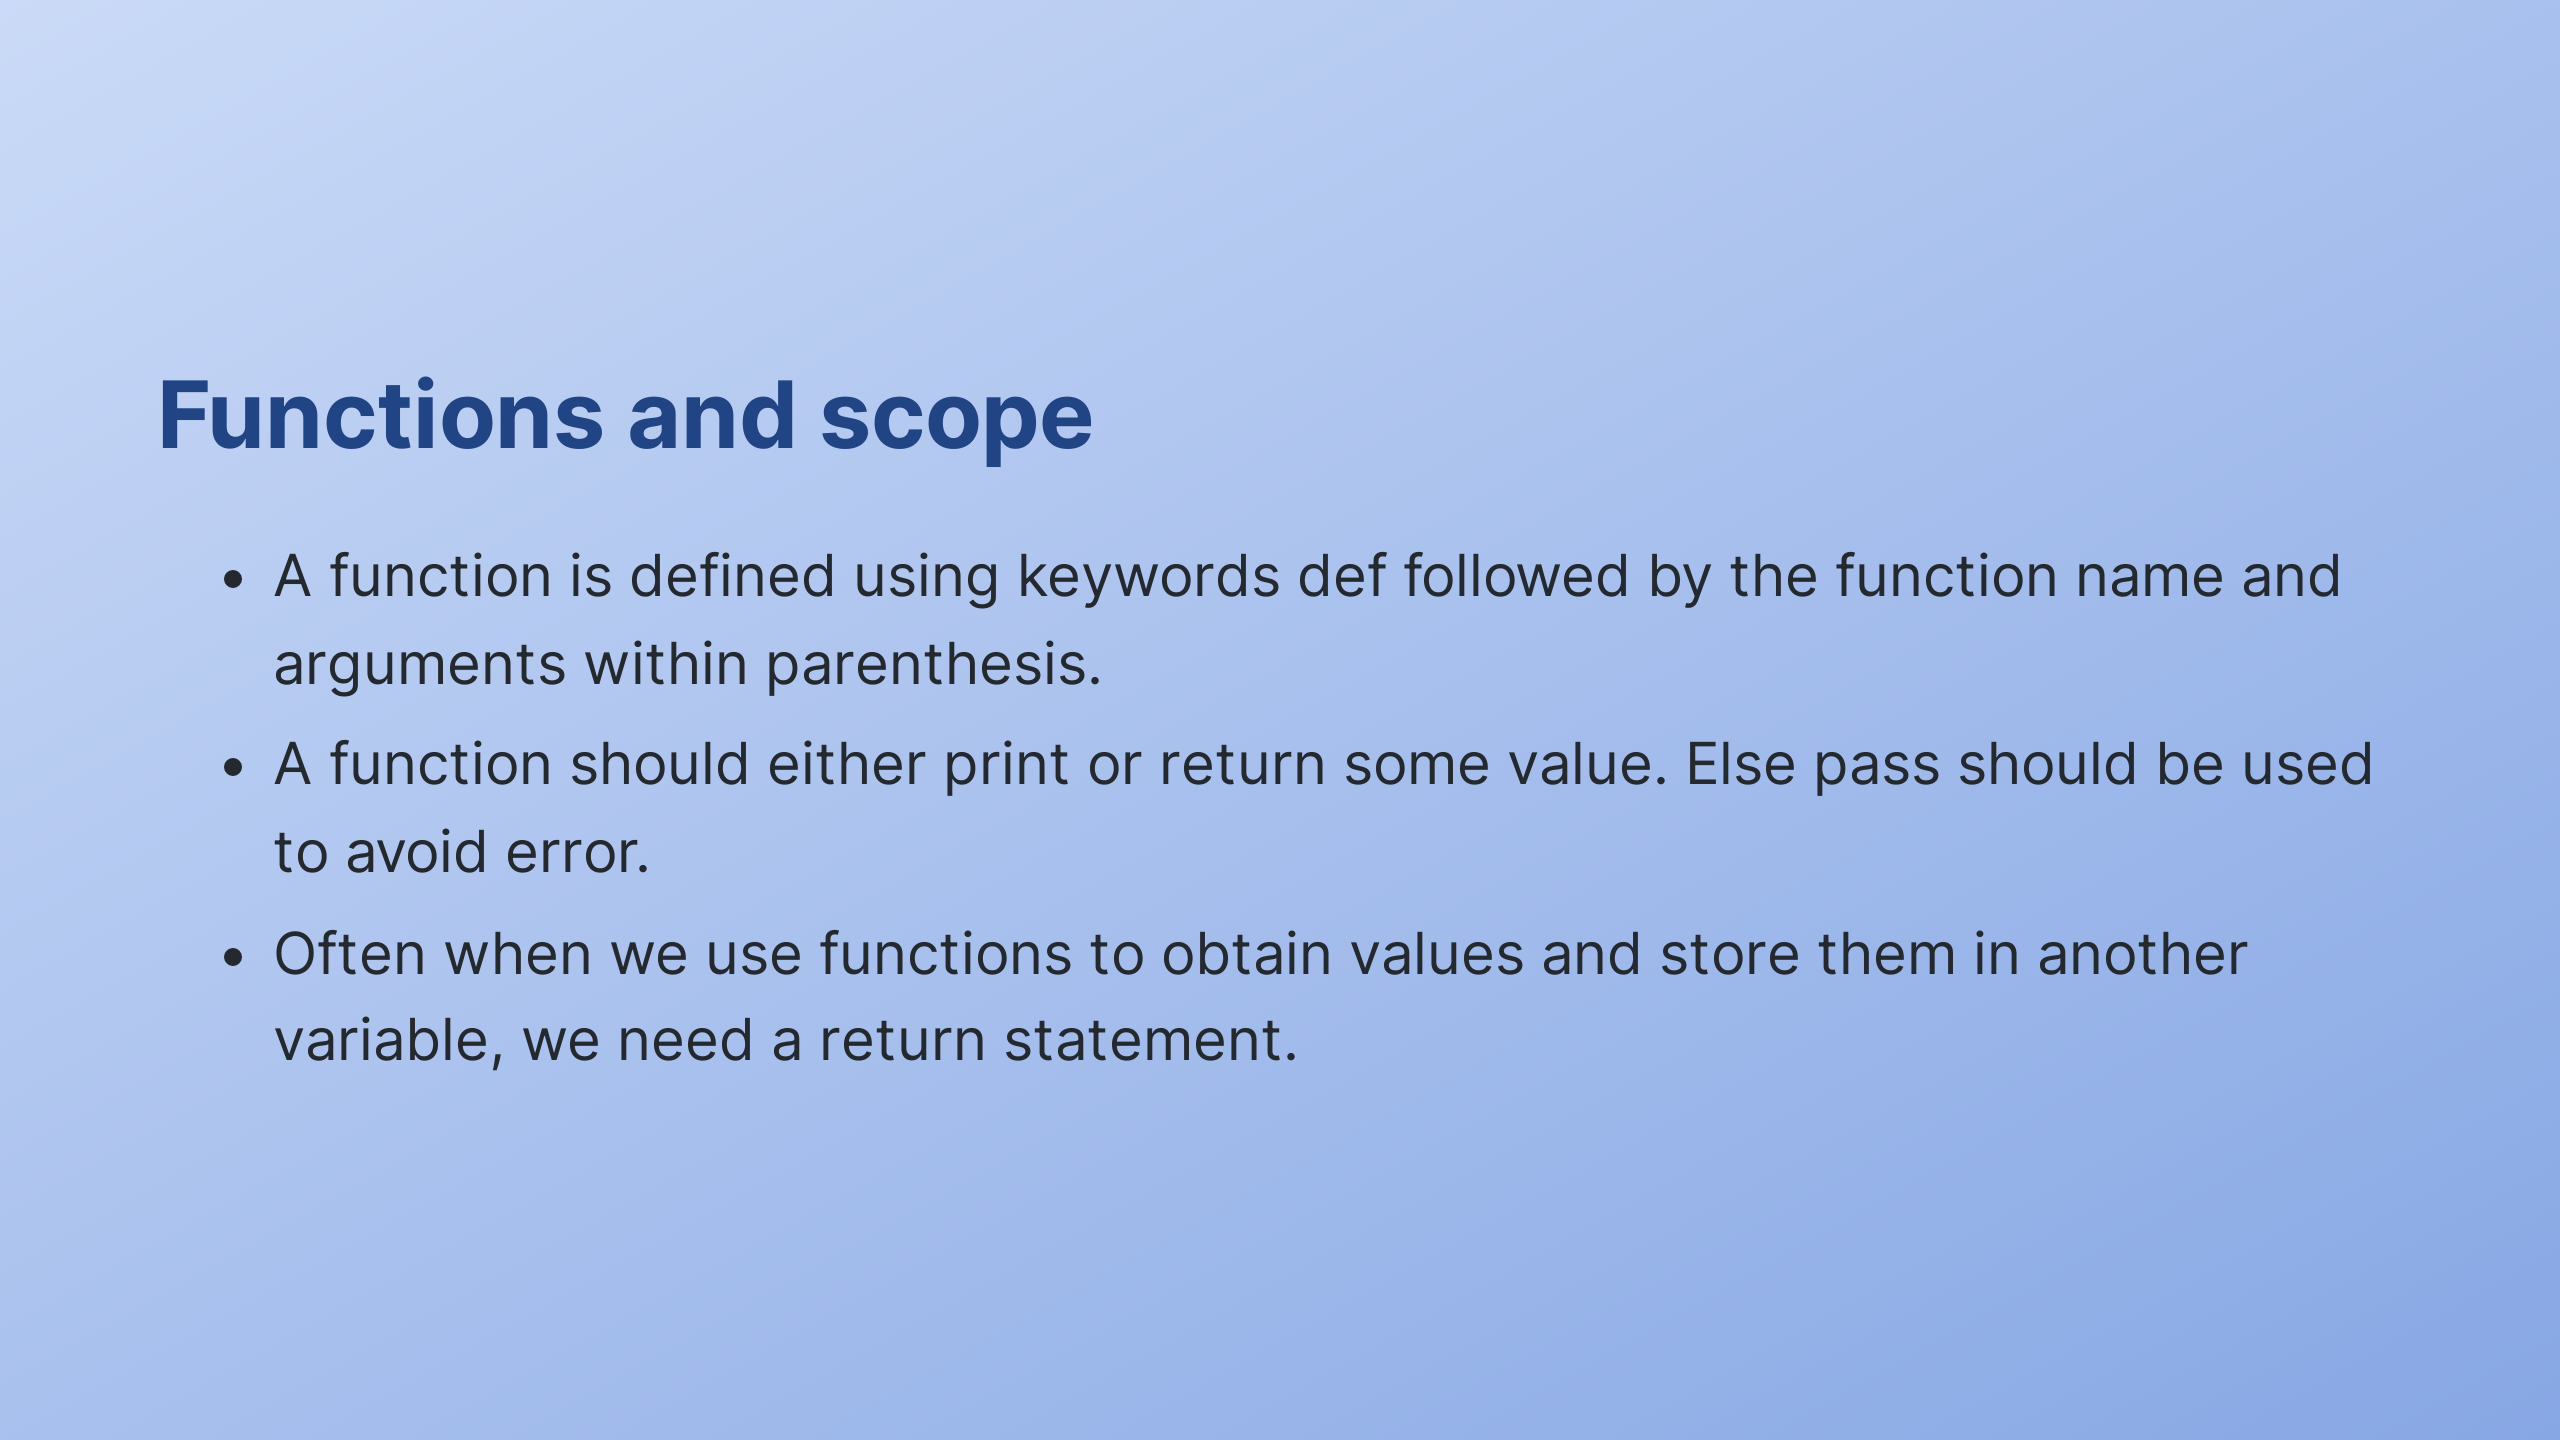 Functions and scope
• A function is defined using keywords def followed by the function name and
arguments within parenthesis.
• A function should either print or return some value. Else pass should be used
to avoid error.
• Often when we use functions to obtain values and store them in another
variable, we need a return statement.